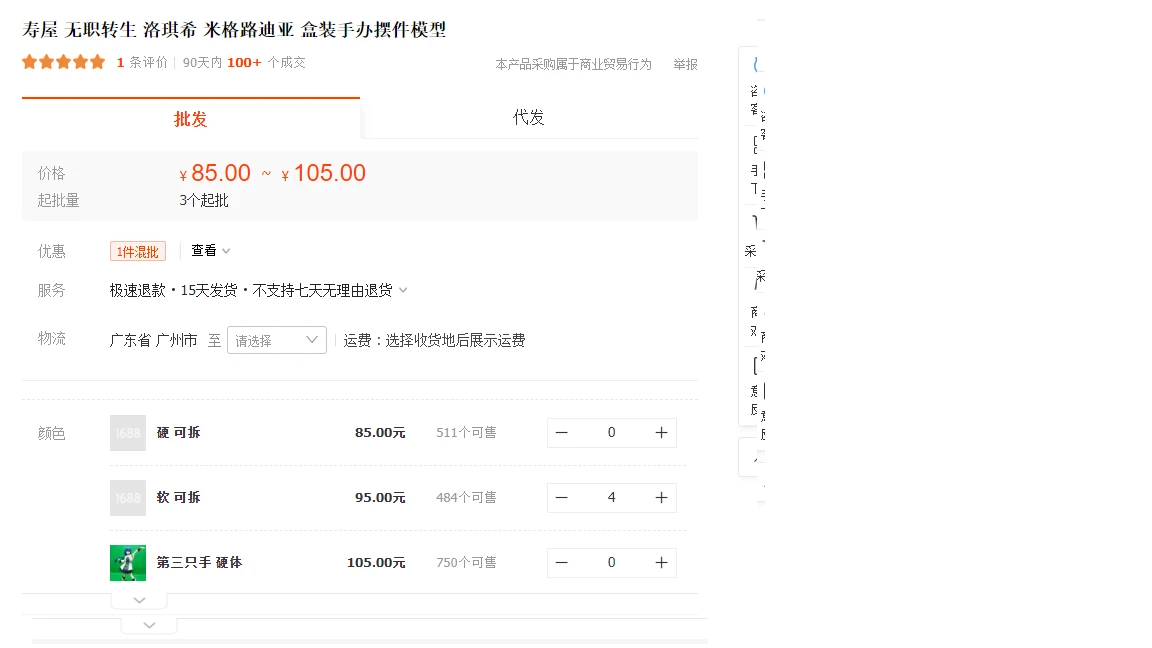 寿屋 无职转生 洛琪希 米格路迪亚 盒装手办摆件模型
1 条评价 90天内 100+ 个成交 本产品采购属于商业贸易行为 举报
批发 代发
价格 ¥85.00 ~ ¥105.00
起批量 3个起批
优惠 1件混批 查看
服务 极速退款·15天发货·不支持七天无理由退货
物流 广东省 广州市 至 请选择 运费：选择收货地后展示运费
颜色 1688 硬 可拆 85.00元 511个可售 — 0 +
1688 软 可拆 95.00元 484个可售 — 4 +
第三只手 硬体 105.00元 750个可售 — 0 +
采
采